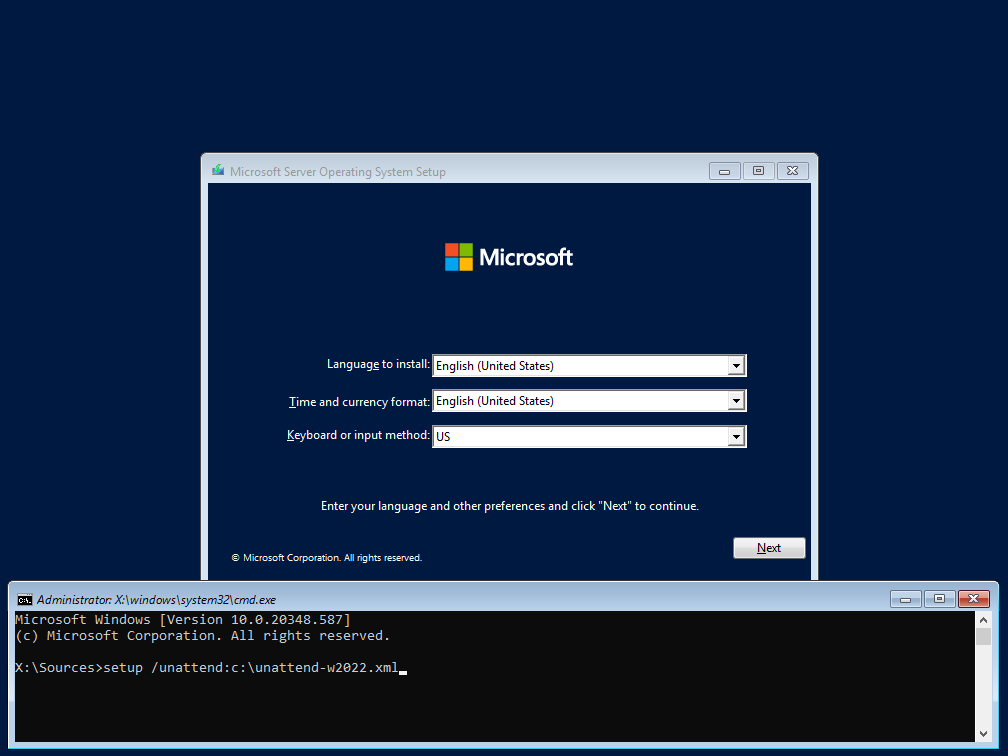 Microsoft Server Operating System Setup
Microsoft
Language to install: English (United States)
Time and currency format: English (United States)
Keyboard or input method: US
Enter your language and other preferences and click "Next" to continue.
© Microsoft Corporation. All rights reserved.
Next
Administrator: X:\windows\system32\cmd.exe
Microsoft Windows [Version 10.0.20348.587]
(c) Microsoft Corporation. All rights reserved.
X:\Sources>setup /unattend:c:\unattend-w2022.xml